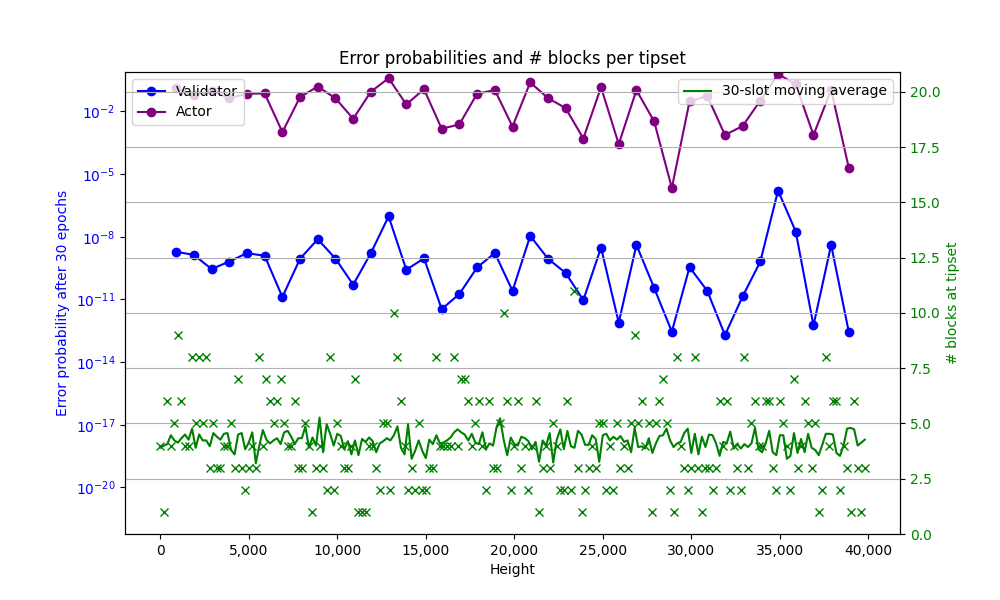 Error probabilities and # blocks per tipset
Validator
Actor
30-slot moving average
10⁻²
10⁻⁵
10⁻⁸
10⁻¹¹
10⁻¹⁴
10⁻¹⁷
10⁻²⁰
Error probability after 30 epochs
20.0
17.5
15.0
12.5
10.0
7.5
5.0
2.5
0.0
# blocks at tipset
0 5,000 10,000 15,000 20,000 25,000 30,000 35,000 40,000
Height